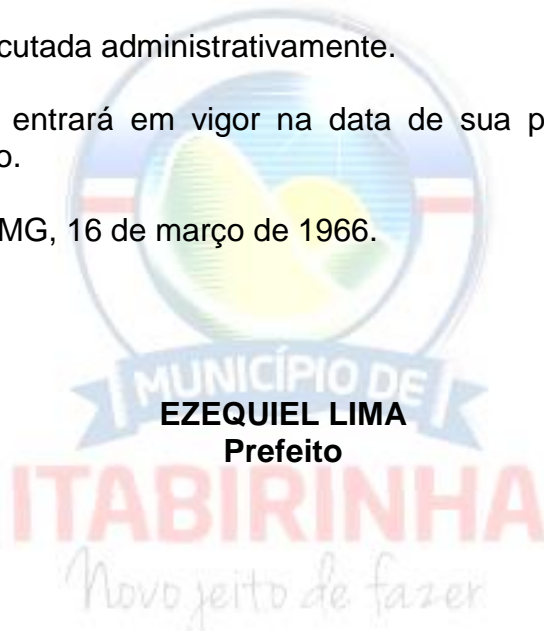 cutada administrativamente.
entrará em vigor na data de sua p
o.
MG, 16 de março de 1966.
MUNICÍPIO DE
EZEQUIEL LIMA
Prefeito
ITABIRINHA
Novo jeito de fazer